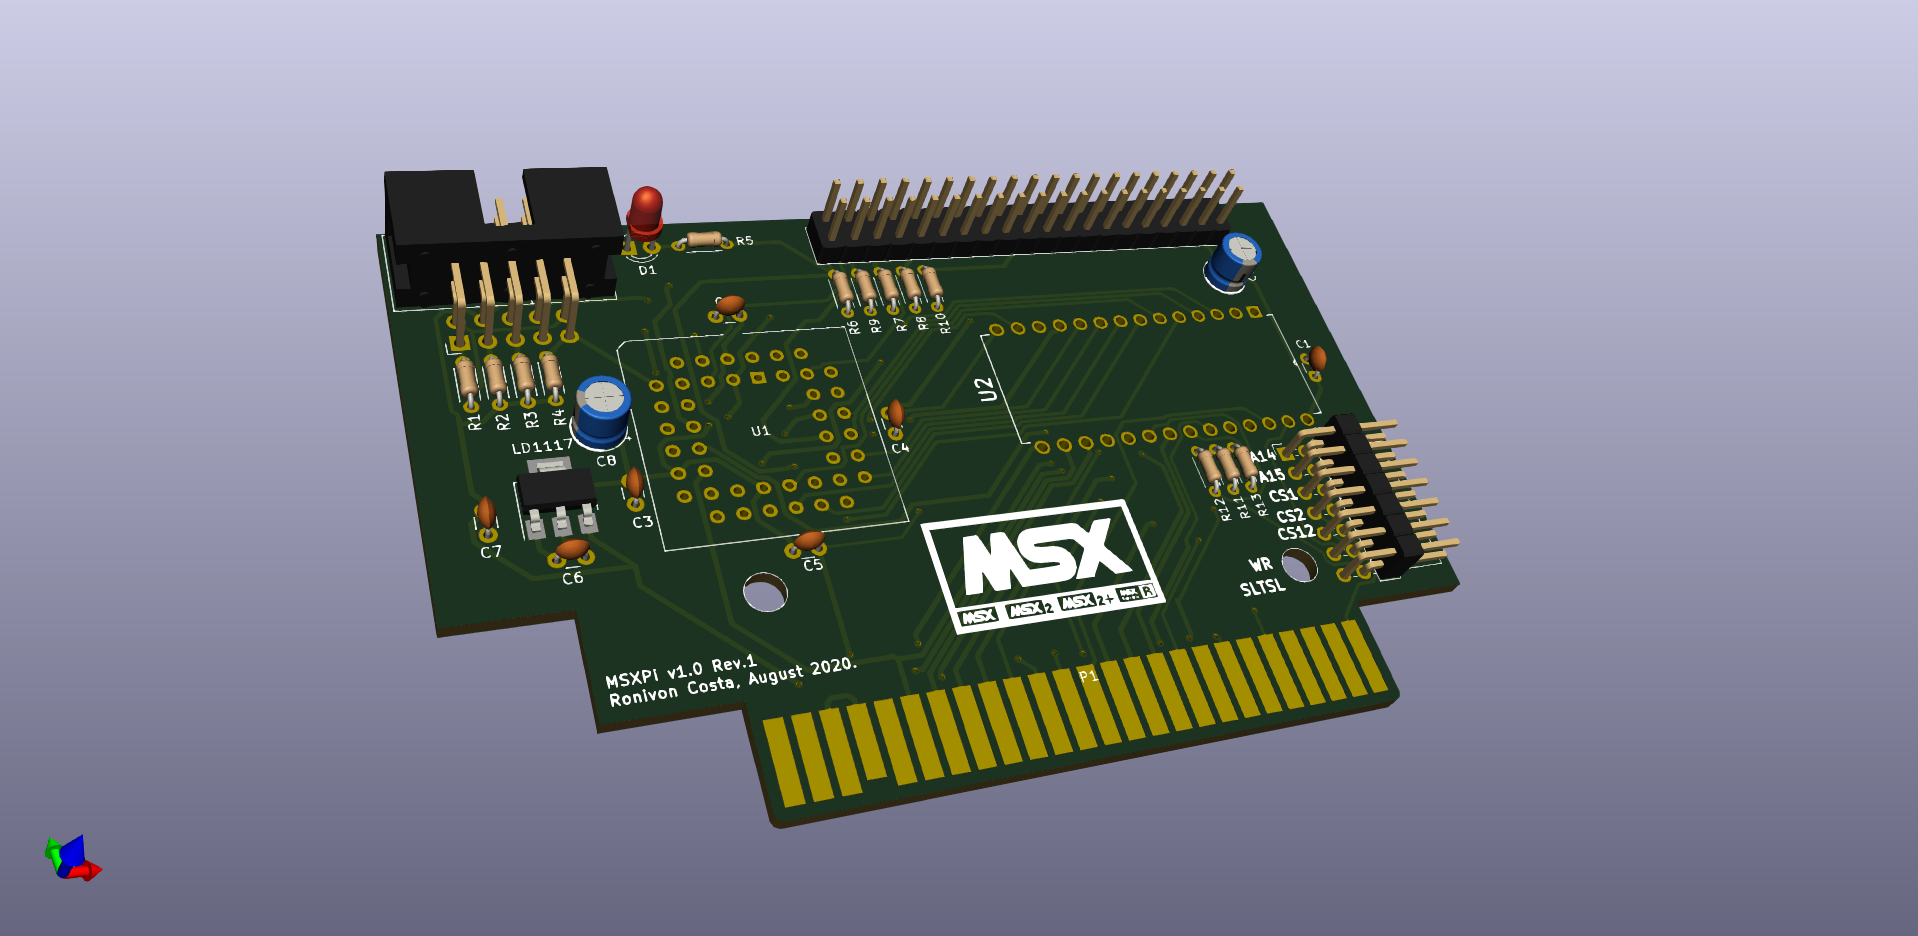 D1
R5
R6
R9
R7
R8
R10
C1
R1
R2
R3
R4
U1
U2
LD1117
C8
C4
C3
C7
C6
C5
R12
R11
R13
A14
A15
CS1
CS2
CS12
WR
SLTSL
MSX
MSX MSX2 MSX2+ MSX R
MSXPi v1.0 Rev.1
Ronivon Costa, August 2020.
P1